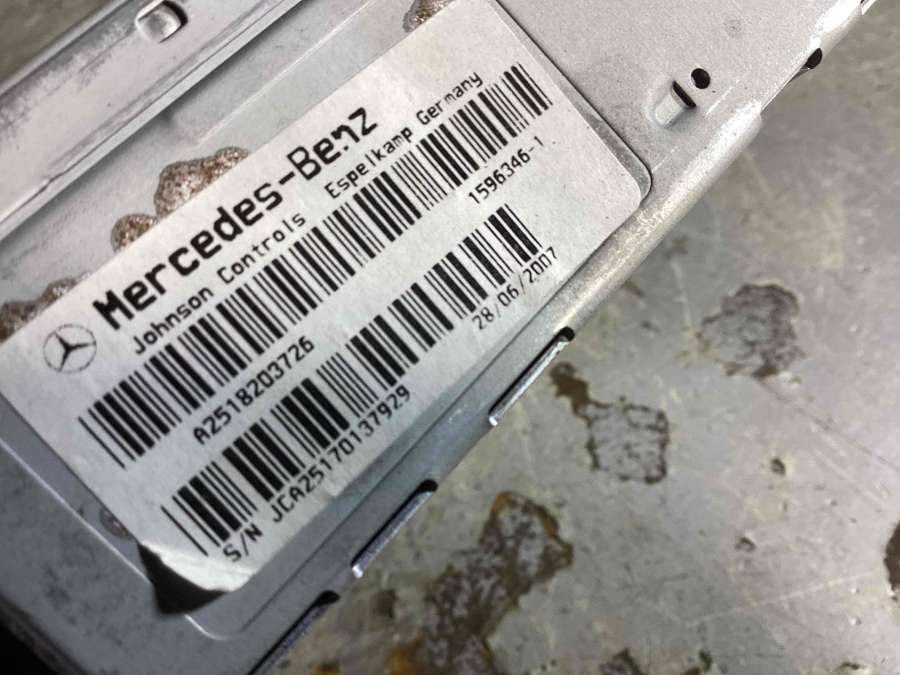 Mercedes-Benz
Johnson Controls Espelkamp Germany
A2518203726 1596346-1
S/N JCA25170137929 28/06/2007